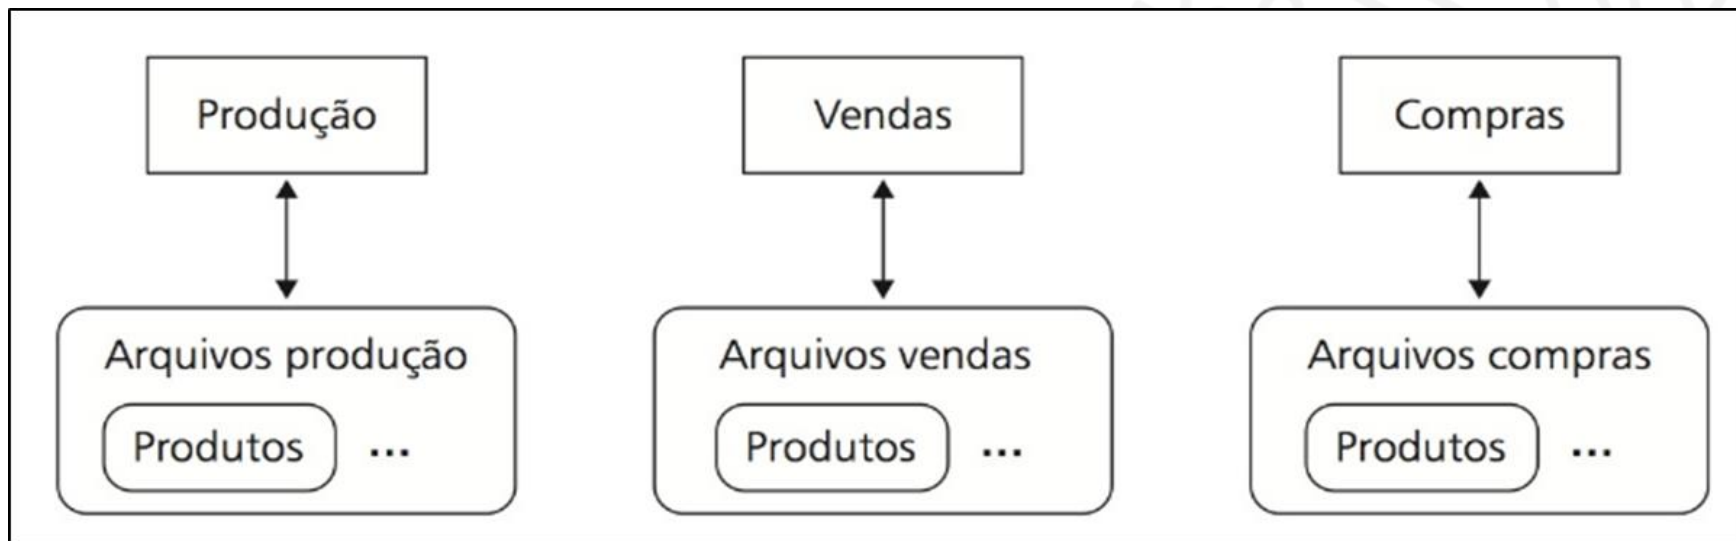 Produção
Vendas
Compras
Arquivos produção
Arquivos vendas
Arquivos compras
Produtos ...
Produtos ...
Produtos ...